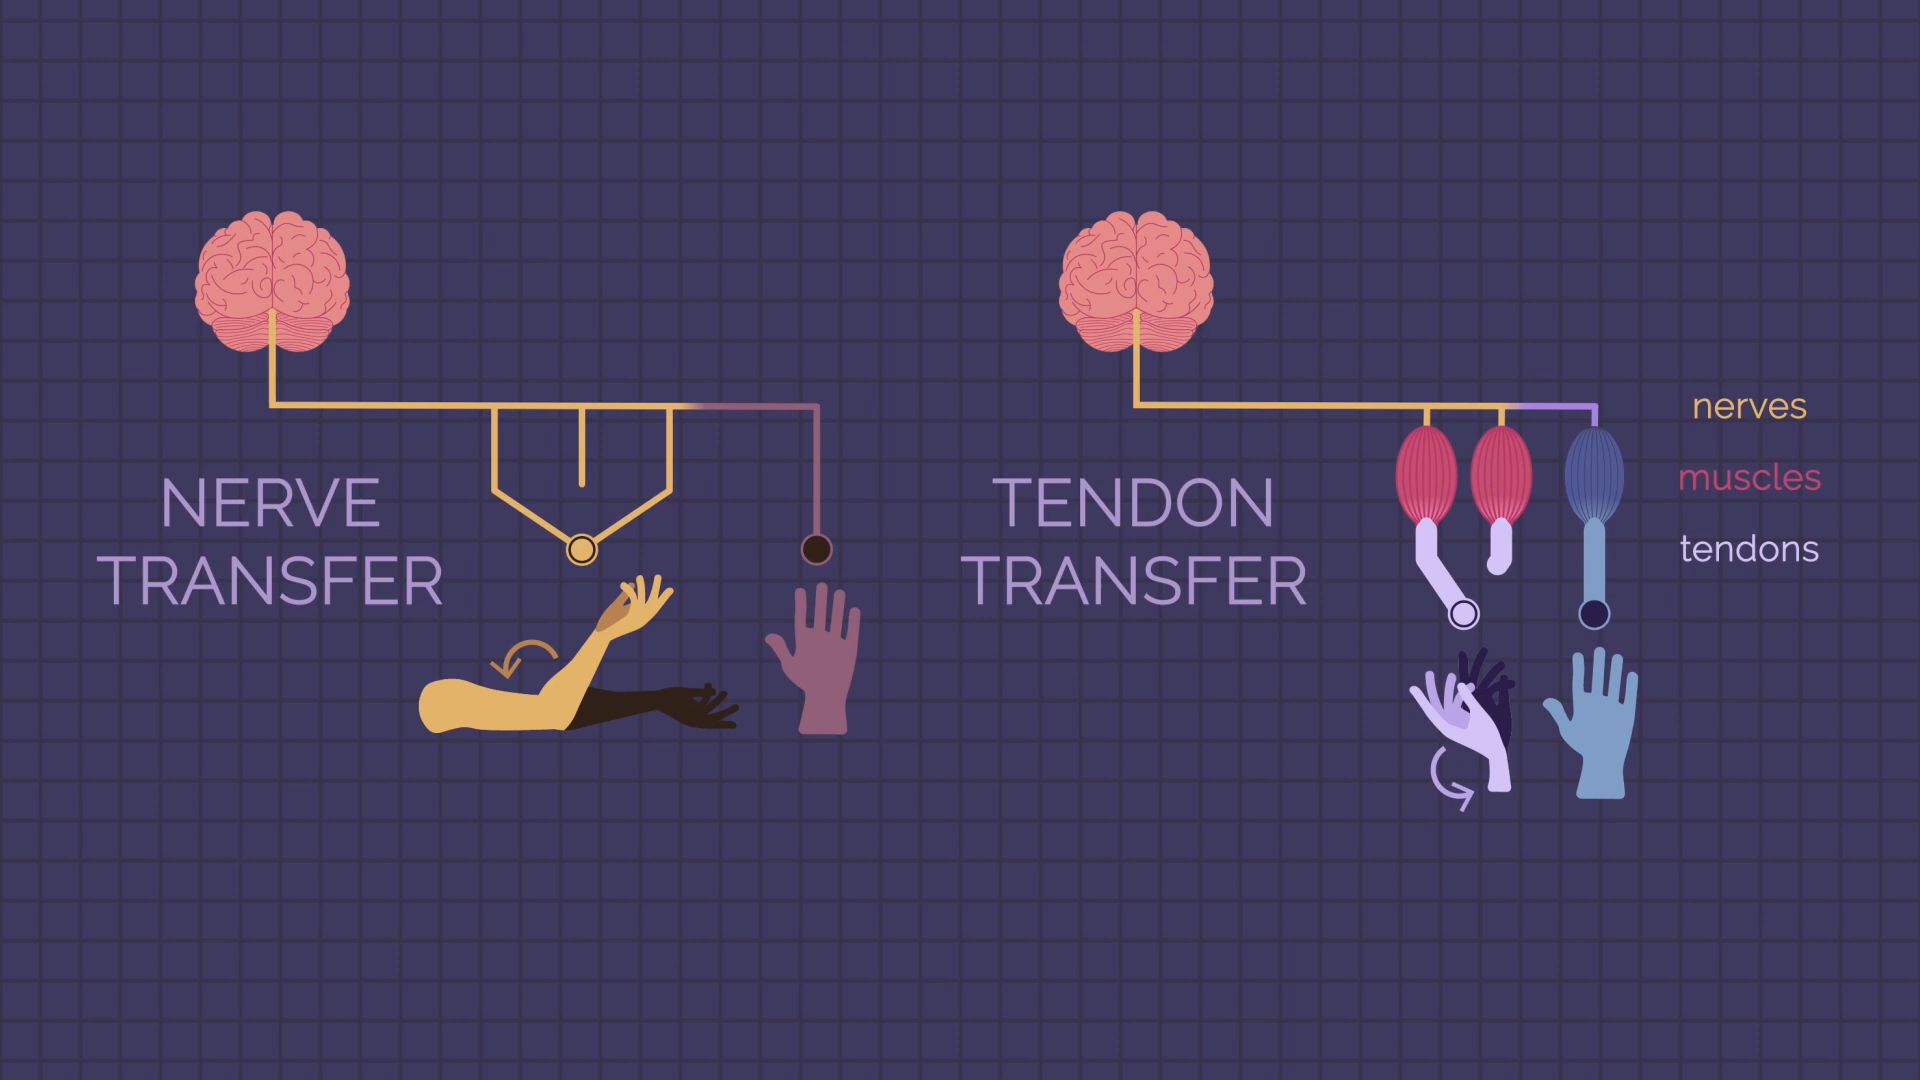 NERVE
TRANSFER
TENDON
TRANSFER
nerves
muscles
tendons